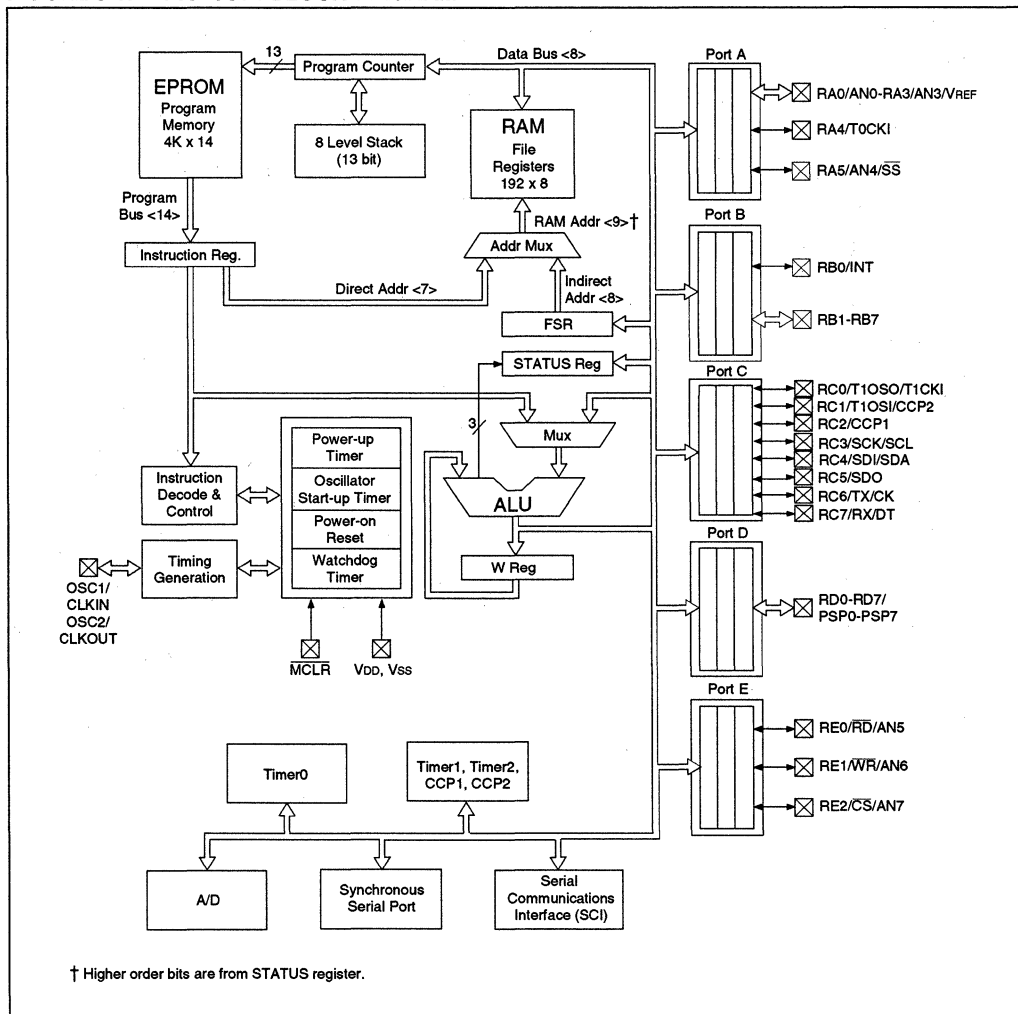 13
Data Bus <8>
Port A
EPROM
Program
Memory
4K x 14
Program Counter
8 Level Stack
(13 bit)
RAM
File
Registers
192 x 8
RA0/AN0-RA3/AN3/VREF
RA4/T0CKI
RA5/AN4/S̅S̅
Program
Bus <14>
RAM Addr <9>†
Port B
Instruction Reg.
Addr Mux
RB0/INT
Direct Addr <7>
Indirect
Addr <8>
FSR
RB1-RB7
STATUS Reg
Port C
RC0/T1OSO/T1CKI
RC1/T1OSI/CCP2
RC2/CCP1
RC3/SCK/SCL
RC4/SDI/SDA
RC5/SDO
RC6/TX/CK
RC7/RX/DT
3
Mux
Power-up
Timer
Oscillator
Start-up Timer
Power-on
Reset
Watchdog
Timer
Instruction
Decode &
Control
ALU
Timing
Generation
W Reg
Port D
OSC1/
CLKIN
OSC2/
CLKOUT
RD0-RD7/
PSP0-PSP7
M̅C̅L̅R̅
VDD, VSS
Port E
RE0/R̅D̅/AN5
RE1/W̅R̅/AN6
RE2/C̅S̅/AN7
Timer0
Timer1, Timer2,
CCP1, CCP2
A/D
Synchronous
Serial Port
Serial
Communications
Interface (SCI)
† Higher order bits are from STATUS register.